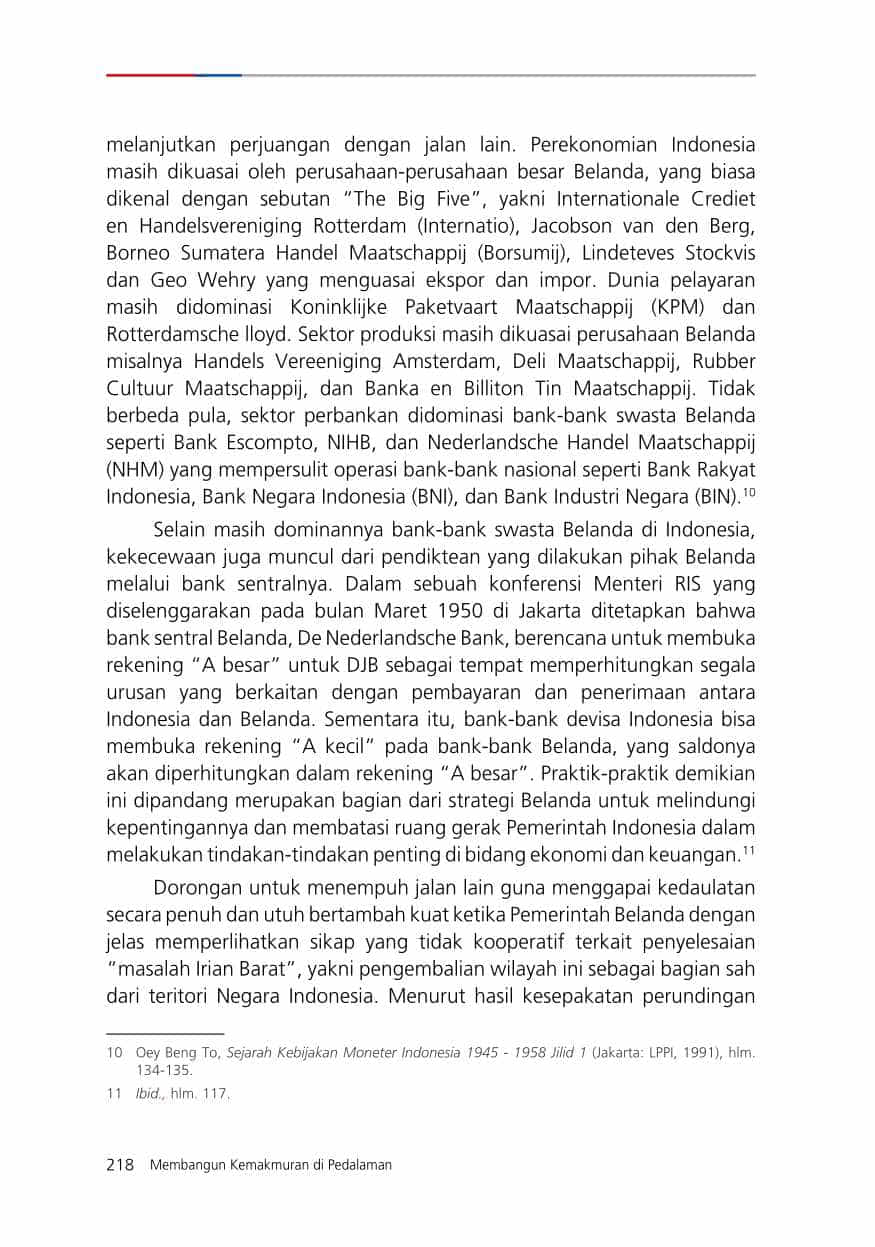 melanjutkan perjuangan dengan jalan lain. Perekonomian Indonesia
masih dikuasai oleh perusahaan-perusahaan besar Belanda, yang biasa
dikenal dengan sebutan “The Big Five”, yakni Internationale Crediet
en Handelsvereniging Rotterdam (Internatio), Jacobson van den Berg,
Borneo Sumatera Handel Maatschappij (Borsumij), Lindeteves Stockvis
dan Geo Wehry yang menguasai ekspor dan impor. Dunia pelayaran
masih didominasi Koninklijke Paketvaart Maatschappij (KPM) dan
Rotterdamsche lloyd. Sektor produksi masih dikuasai perusahaan Belanda
misalnya Handels Vereeniging Amsterdam, Deli Maatschappij, Rubber
Cultuur Maatschappij, dan Banka en Billiton Tin Maatschappij. Tidak
berbeda pula, sektor perbankan didominasi bank-bank swasta Belanda
seperti Bank Escompto, NIHB, dan Nederlandsche Handel Maatschappij
(NHM) yang mempersulit operasi bank-bank nasional seperti Bank Rakyat
Indonesia, Bank Negara Indonesia (BNI), dan Bank Industri Negara (BIN).¹⁰
Selain masih dominannya bank-bank swasta Belanda di Indonesia,
kekecewaan juga muncul dari pendiktean yang dilakukan pihak Belanda
melalui bank sentralnya. Dalam sebuah konferensi Menteri RIS yang
diselenggarakan pada bulan Maret 1950 di Jakarta ditetapkan bahwa
bank sentral Belanda, De Nederlandsche Bank, berencana untuk membuka
rekening “A besar” untuk DJB sebagai tempat memperhitungkan segala
urusan yang berkaitan dengan pembayaran dan penerimaan antara
Indonesia dan Belanda. Sementara itu, bank-bank devisa Indonesia bisa
membuka rekening “A kecil” pada bank-bank Belanda, yang saldonya
akan diperhitungkan dalam rekening “A besar”. Praktik-praktik demikian
ini dipandang merupakan bagian dari strategi Belanda untuk melindungi
kepentingannya dan membatasi ruang gerak Pemerintah Indonesia dalam
melakukan tindakan-tindakan penting di bidang ekonomi dan keuangan.¹¹
Dorongan untuk menempuh jalan lain guna menggapai kedaulatan
secara penuh dan utuh bertambah kuat ketika Pemerintah Belanda dengan
jelas memperlihatkan sikap yang tidak kooperatif terkait penyelesaian
“masalah Irian Barat”, yakni pengembalian wilayah ini sebagai bagian sah
dari teritori Negara Indonesia. Menurut hasil kesepakatan perundingan
10 Oey Beng To, Sejarah Kebijakan Moneter Indonesia 1945 - 1958 Jilid 1 (Jakarta: LPPI, 1991), hlm.
134-135.
11 Ibid., hlm. 117.
218 Membangun Kemakmuran di Pedalaman